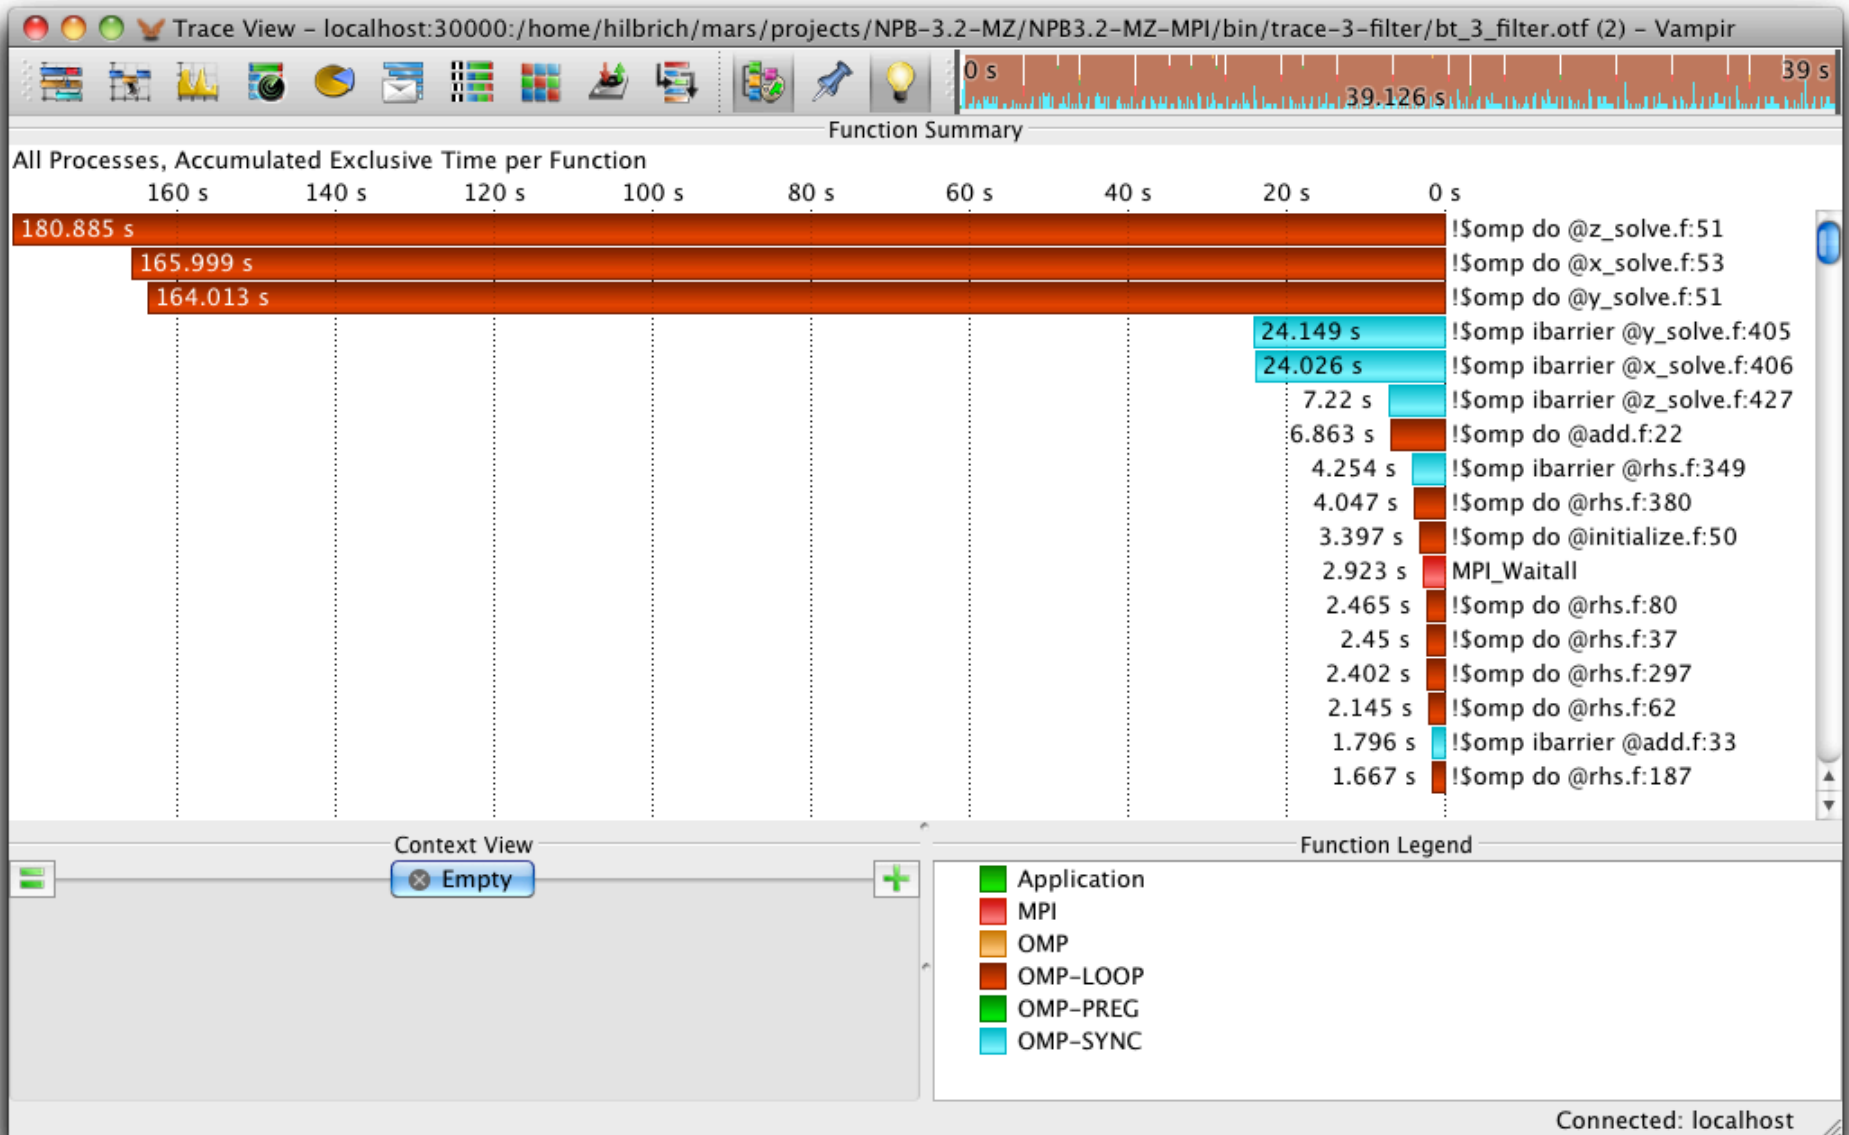 Trace View – localhost:30000:/home/hilbrich/mars/projects/NPB-3.2-MZ/NPB3.2-MZ-MPI/bin/trace-3-filter/bt_3_filter.otf (2) – Vampir
0 s
39 s
39.126 s
Function Summary
All Processes, Accumulated Exclusive Time per Function
160 s 140 s 120 s 100 s 80 s 60 s 40 s 20 s 0 s
180.885 s !$omp do @z_solve.f:51
165.999 s !$omp do @x_solve.f:53
164.013 s !$omp do @y_solve.f:51
24.149 s !$omp ibarrier @y_solve.f:405
24.026 s !$omp ibarrier @x_solve.f:406
7.22 s !$omp ibarrier @z_solve.f:427
6.863 s !$omp do @add.f:22
4.254 s !$omp ibarrier @rhs.f:349
4.047 s !$omp do @rhs.f:380
3.397 s !$omp do @initialize.f:50
2.923 s MPI_Waitall
2.465 s !$omp do @rhs.f:80
2.45 s !$omp do @rhs.f:37
2.402 s !$omp do @rhs.f:297
2.145 s !$omp do @rhs.f:62
1.796 s !$omp ibarrier @add.f:33
1.667 s !$omp do @rhs.f:187
Context View
Empty
Function Legend
Application
MPI
OMP
OMP-LOOP
OMP-PREG
OMP-SYNC
Connected: localhost